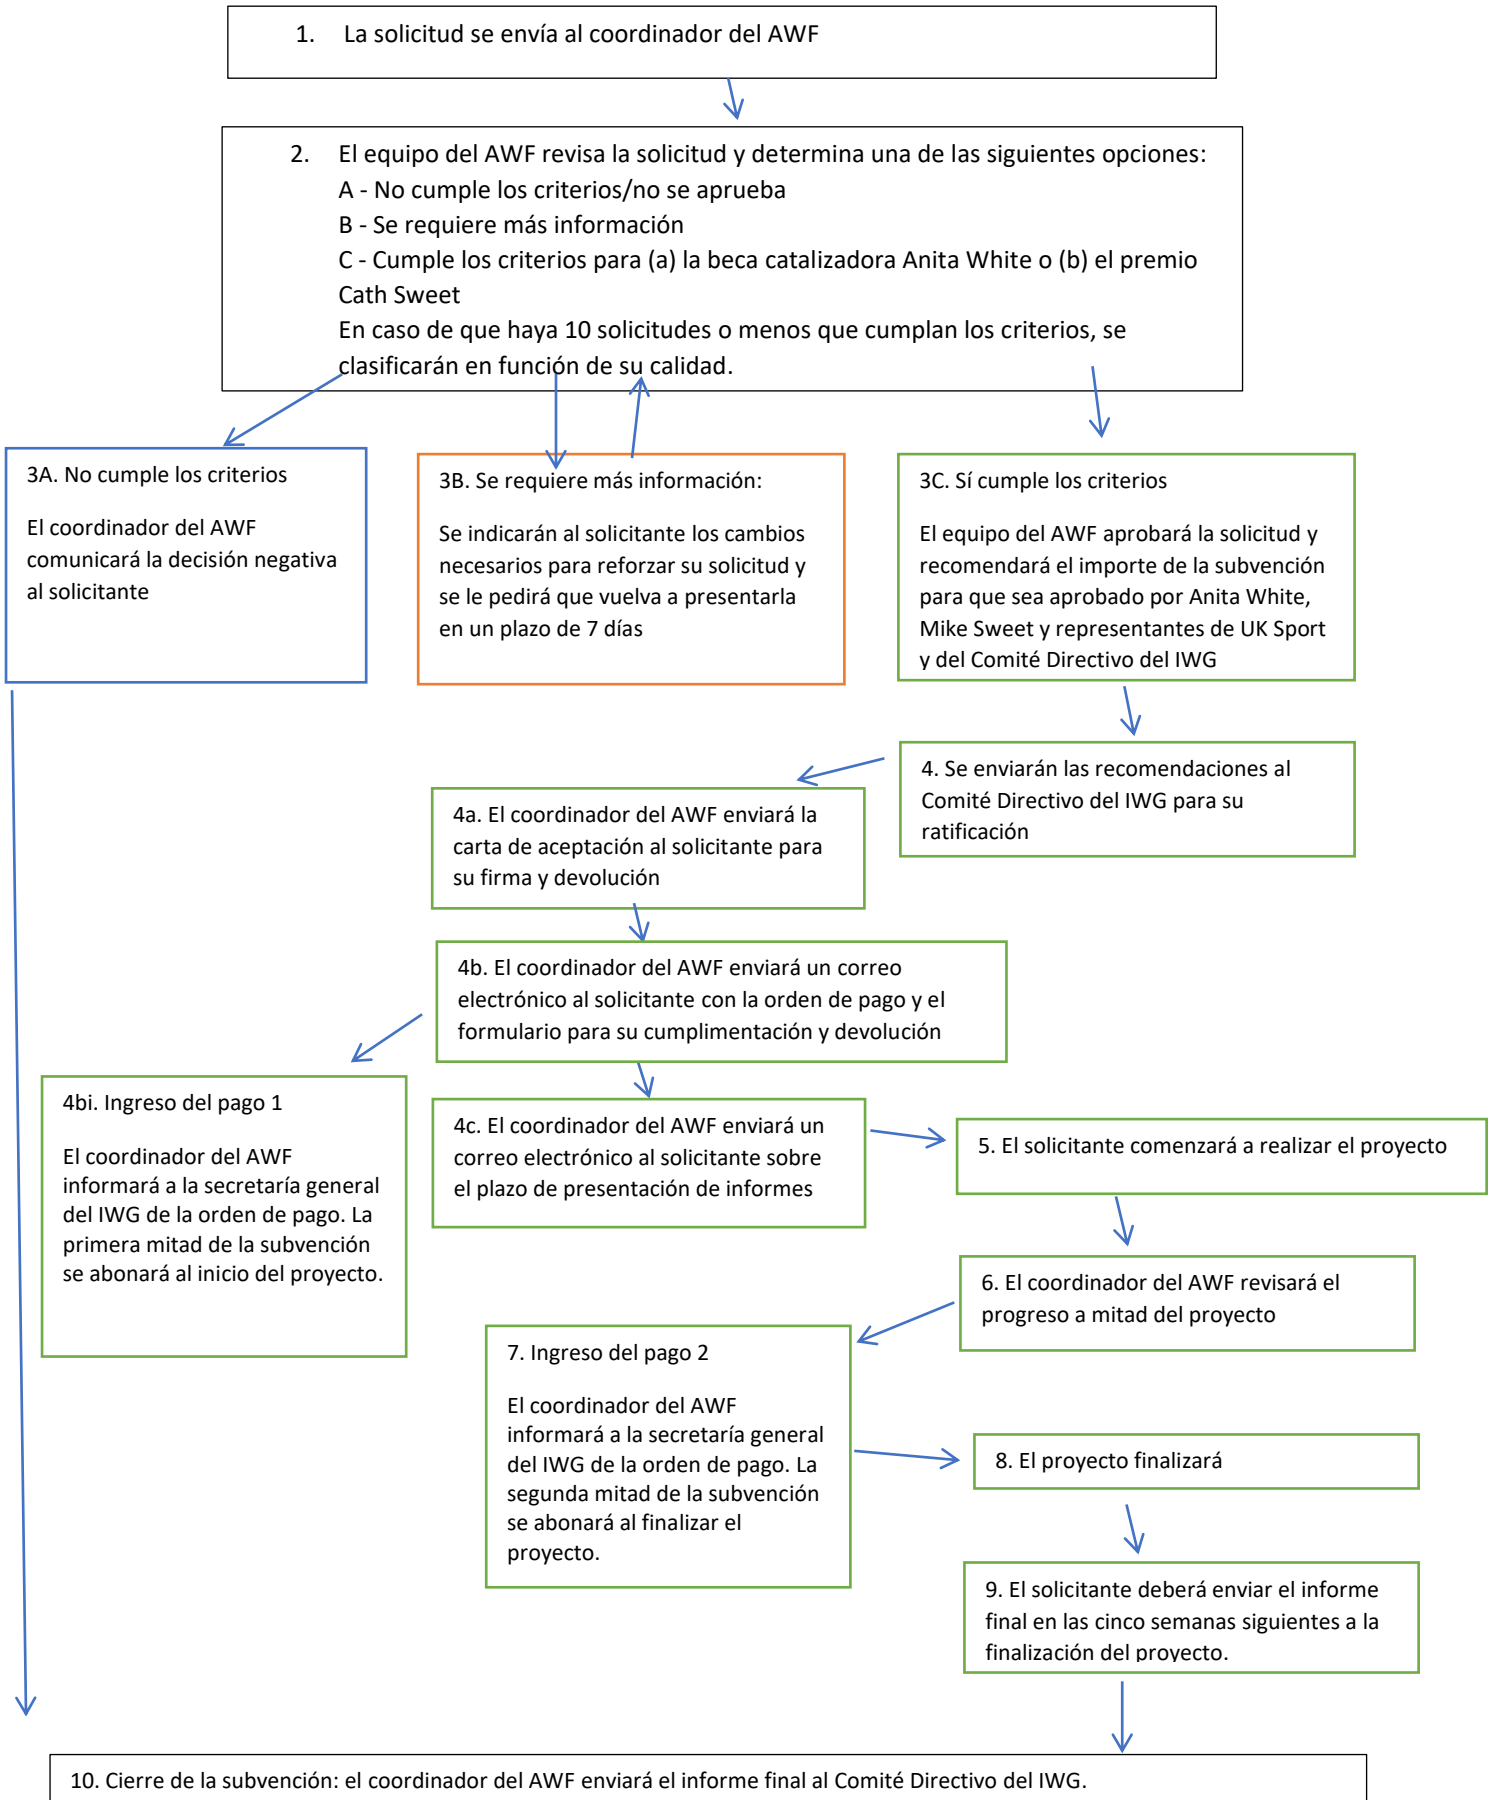 1. La solicitud se envía al coordinador del AWF
2. El equipo del AWF revisa la solicitud y determina una de las siguientes opciones:
A - No cumple los criterios/no se aprueba
B - Se requiere más información
C - Cumple los criterios para (a) la beca catalizadora Anita White o (b) el premio
Cath Sweet
En caso de que haya 10 solicitudes o menos que cumplan los criterios, se
clasificarán en función de su calidad.
3A. No cumple los criterios
El coordinador del AWF
comunicará la decisión negativa
al solicitante
3B. Se requiere más información:
Se indicarán al solicitante los cambios
necesarios para reforzar su solicitud y
se le pedirá que vuelva a presentarla
en un plazo de 7 días
3C. Sí cumple los criterios
El equipo del AWF aprobará la solicitud y
recomendará el importe de la subvención
para que sea aprobado por Anita White,
Mike Sweet y representantes de UK Sport
y del Comité Directivo del IWG
4. Se enviarán las recomendaciones al
Comité Directivo del IWG para su
ratificación
4a. El coordinador del AWF enviará la
carta de aceptación al solicitante para
su firma y devolución
4b. El coordinador del AWF enviará un correo
electrónico al solicitante con la orden de pago y el
formulario para su cumplimentación y devolución
4bi. Ingreso del pago 1
El coordinador del AWF
informará a la secretaría general
del IWG de la orden de pago. La
primera mitad de la subvención
se abonará al inicio del proyecto.
4c. El coordinador del AWF enviará un
correo electrónico al solicitante sobre
el plazo de presentación de informes
5. El solicitante comenzará a realizar el proyecto
6. El coordinador del AWF revisará el
progreso a mitad del proyecto
7. Ingreso del pago 2
El coordinador del AWF
informará a la secretaría general
del IWG de la orden de pago. La
segunda mitad de la subvención
se abonará al finalizar el
proyecto.
8. El proyecto finalizará
9. El solicitante deberá enviar el informe
final en las cinco semanas siguientes a la
finalización del proyecto.
10. Cierre de la subvención: el coordinador del AWF enviará el informe final al Comité Directivo del IWG.